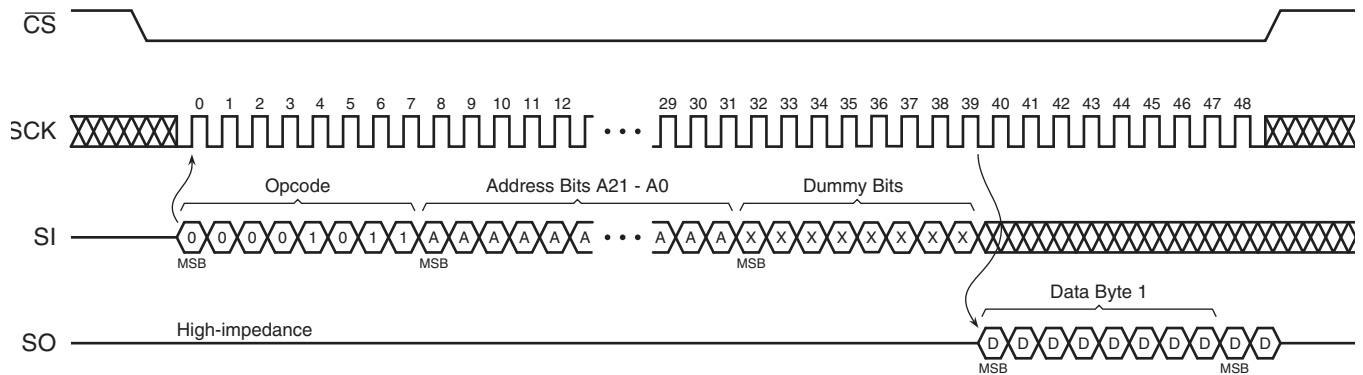 CS
0 1 2 3 4 5 6 7 8 9 10 11 12 29 30 31 32 33 34 35 36 37 38 39 40 41 42 43 44 45 46 47 48
SCK
Opcode Address Bits A21 - A0 Dummy Bits
SI 0 0 0 0 1 0 1 1 A A A A A A A A A X X X X X X X X
MSB MSB MSB
Data Byte 1
High-impedance
SO D D D D D D D D D D
MSB MSB